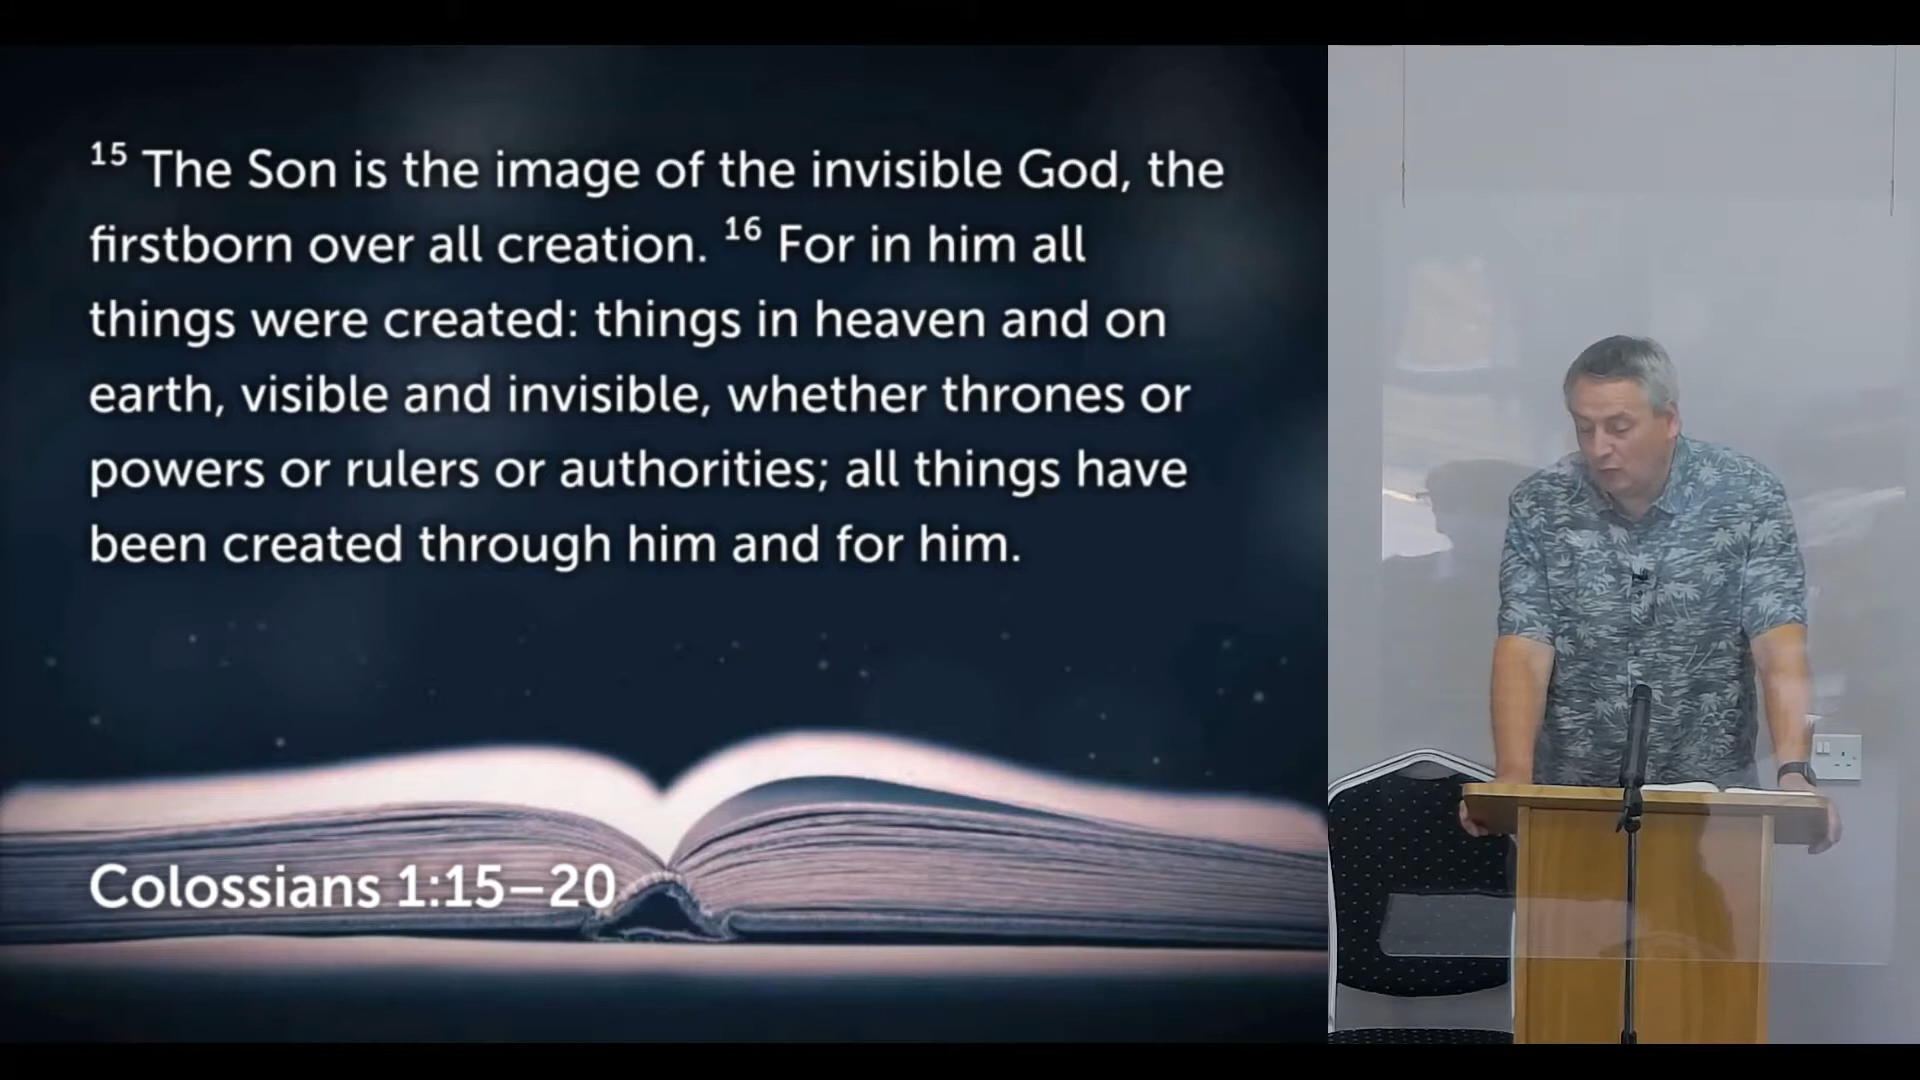 15 The Son is the image of the invisible God, the
firstborn over all creation. 16 For in him all
things were created: things in heaven and on
earth, visible and invisible, whether thrones or
powers or rulers or authorities; all things have
been created through him and for him.
Colossians 1:15–20